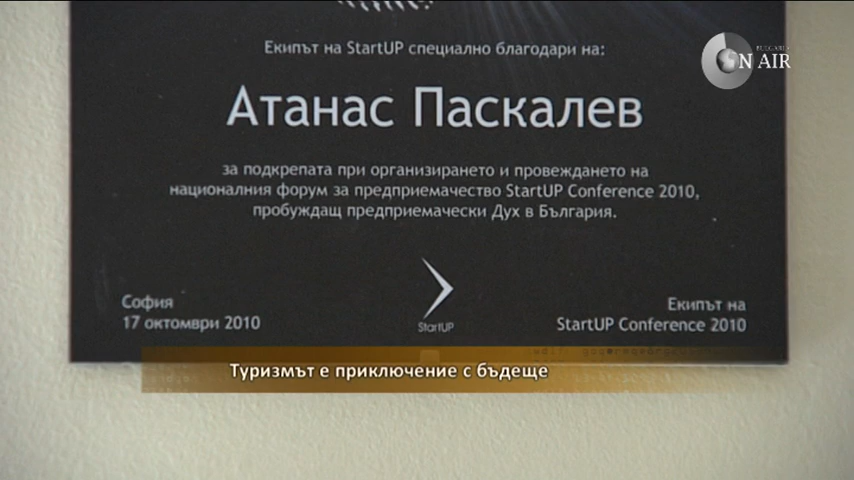 Екипът на StartUP специално благодари на:
BULGARIA
ON AIR
Атанас Паскалев
за подкрепата при организирането и провеждането на
националния форум за предприемачество StartUP Conference 2010,
пробуждащ предприемачески Дух в България.
StartUP
София
17 октомври 2010
Екипът на
StartUP Conference 2010
Туризмът е приключение с бъдеще